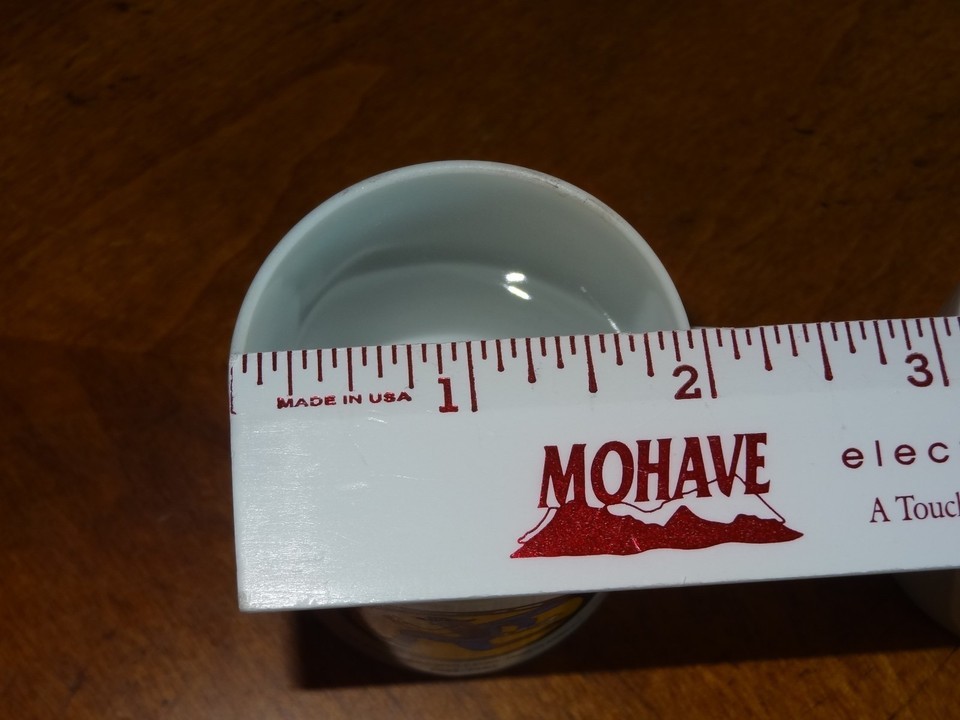 1 2 3
MADE IN USA
MOHAVE elec
A Touch